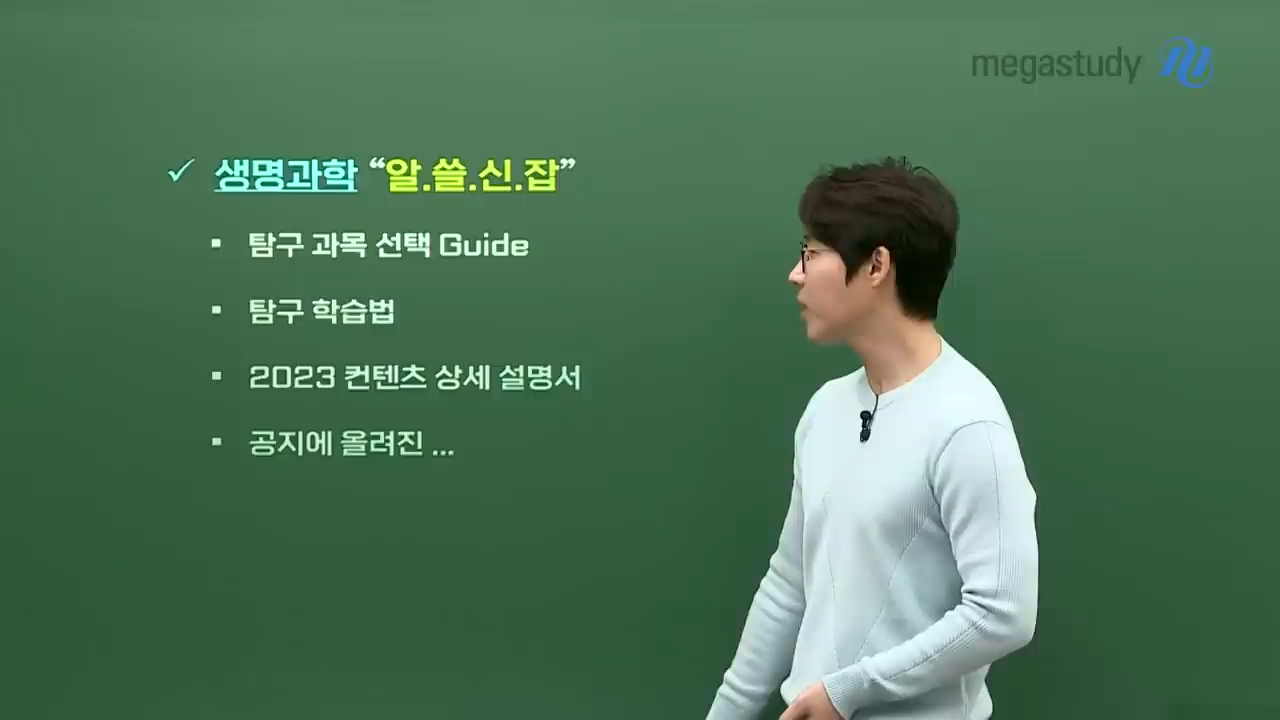 megastudy
✓ 생명과학 “알.쓸.신.잡”
▪ 탐구 과목 선택 Guide
▪ 탐구 학습법
▪ 2023 컨텐츠 상세 설명서
▪ 공지에 올려진 ...